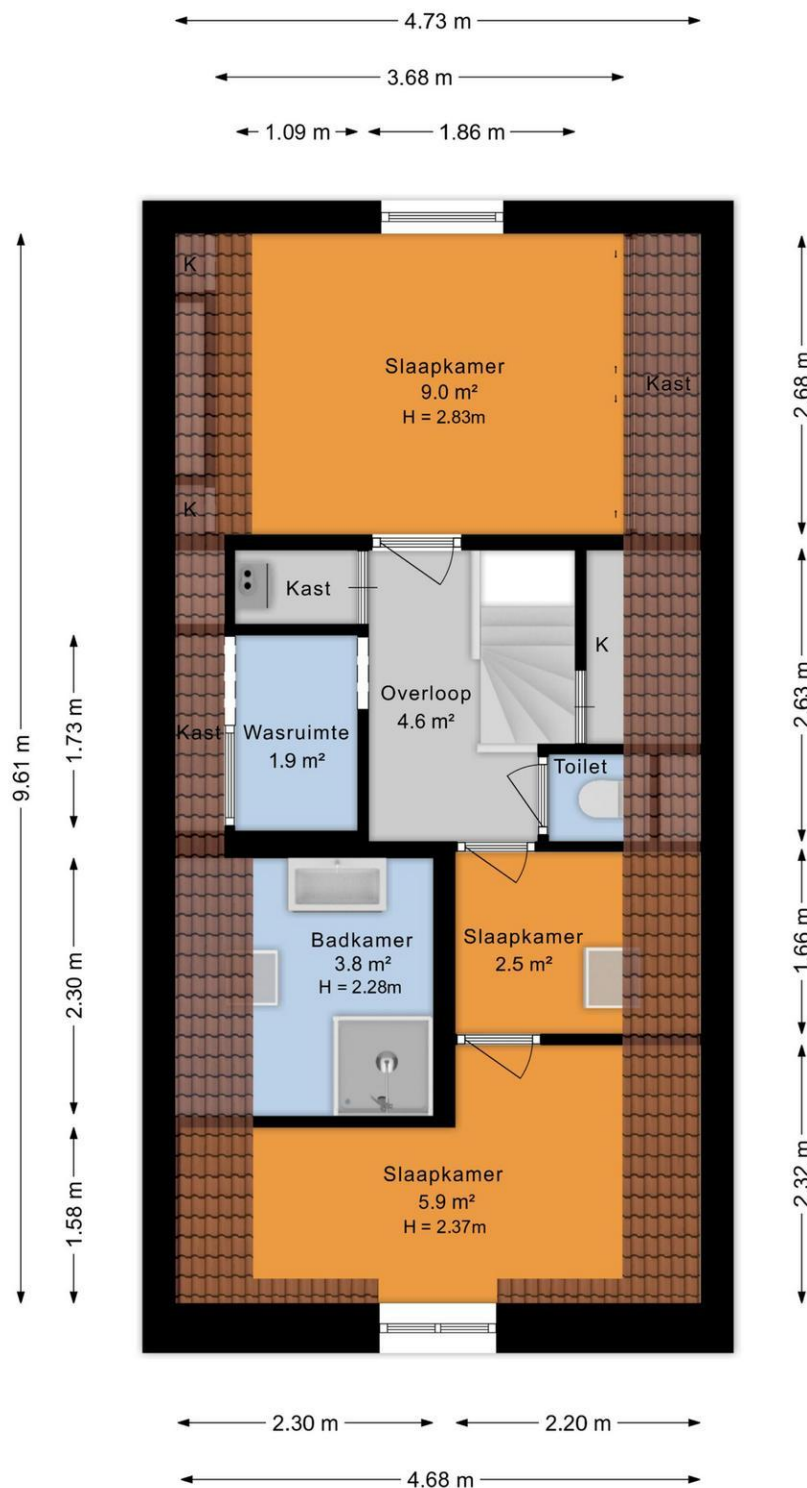 4.73 m
3.68 m
1.09 m
1.86 m
K
Slaapkamer
9.0 m²
H = 2.83m
Kast
K
2.68 m
Kast
K
Overloop
4.6 m²
Kast
Wasruimte
1.9 m²
Toilet
1.73 m
9.61 m
2.63 m
Badkamer
3.8 m²
H = 2.28m
Slaapkamer
2.5 m²
2.30 m
1.66 m
Slaapkamer
5.9 m²
H = 2.37m
1.58 m
2.32 m
2.30 m
2.20 m
4.68 m